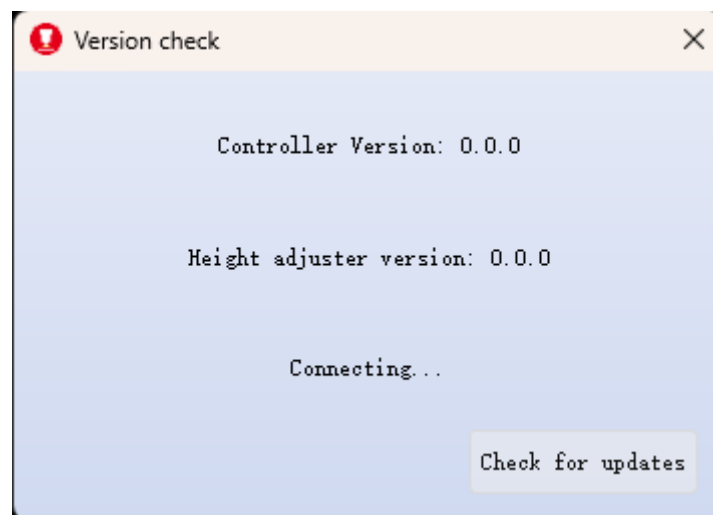 Version check
Controller Version: 0.0.0
Height adjuster version: 0.0.0
Connecting...
Check for updates